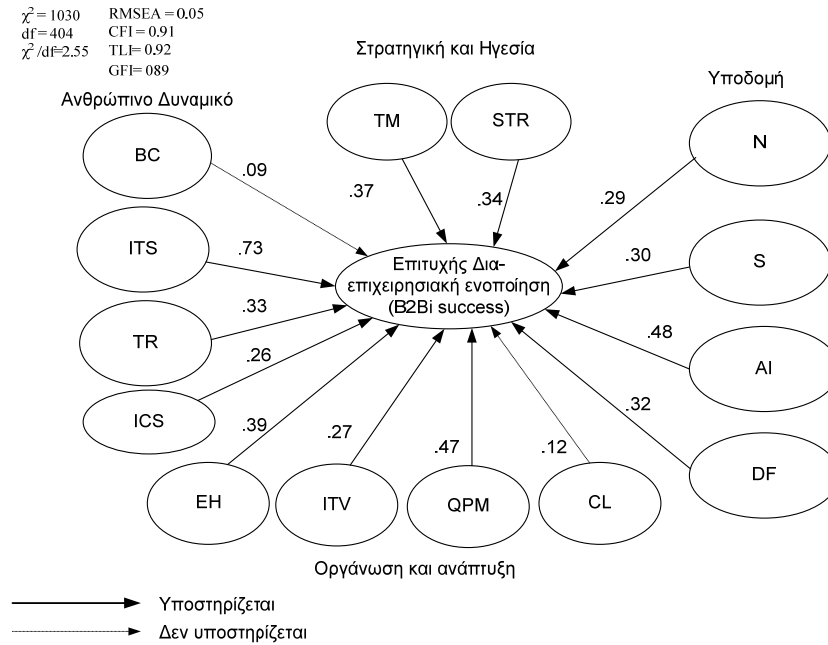 χ² = 1030 RMSEA = 0.05
df = 404 CFI = 0.91
χ² /df=2.55 TLI= 0.92
GFI= 089
Στρατηγική και Ηγεσία
Υποδομή
Ανθρώπινο Δυναμικό
TM
STR
N
BC
.09
.37
.34
.29
ITS
.73
Επιτυχής Δια-
επιχειρησιακή ενοποίηση
(B2Bi success)
.30
S
TR
.33
.26
.48
AI
ICS
.39
.27
.47
.12
.32
DF
EH
ITV
QPM
CL
Οργάνωση και ανάπτυξη
Υποστηρίζεται
Δεν υποστηρίζεται